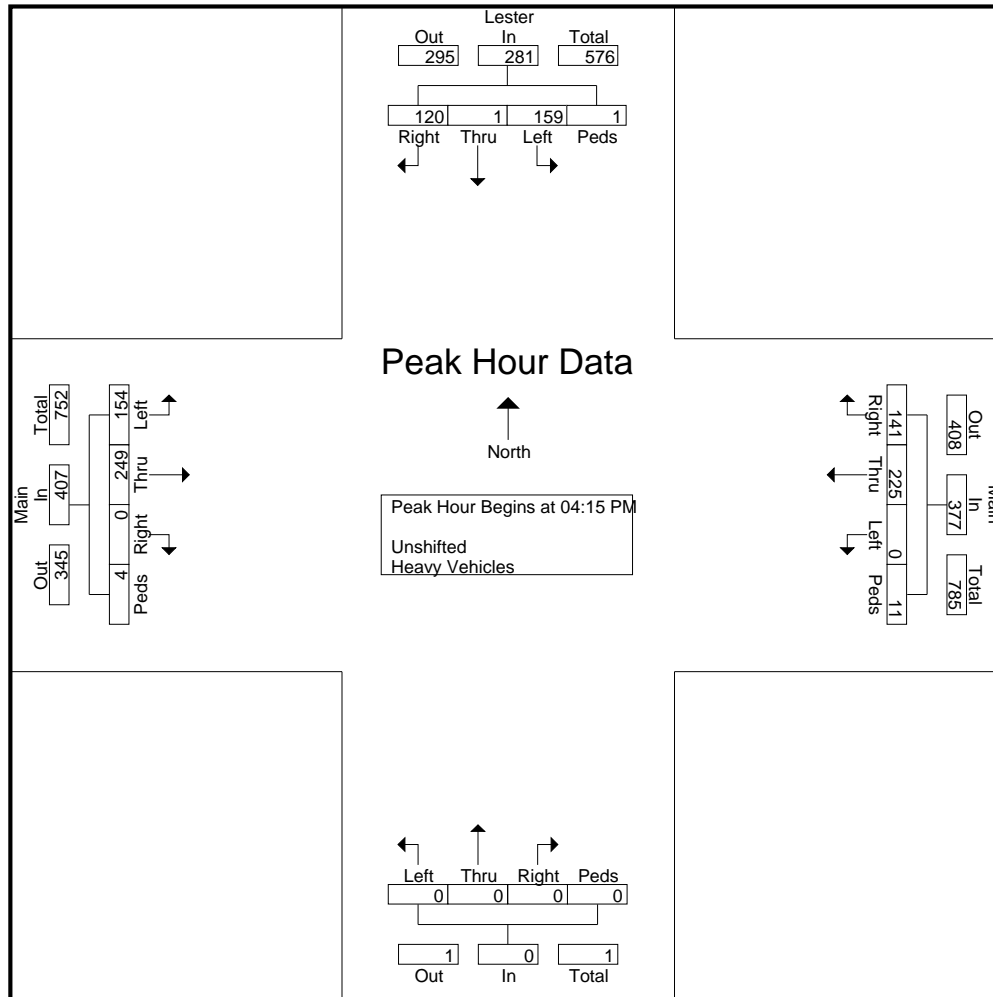 Lester
Out In Total
295 281 576
120 1 159 1
Right Thru Left Peds
Peak Hour Data
North
Peak Hour Begins at 04:15 PM
Unshifted
Heavy Vehicles
Main
Total In Out
752 407 345
154 249 0 4
Left Thru Right Peds
Right Thru Left Peds
141 225 0 11
Out In Total
408 377 785
Main
Left Thru Right Peds
0 0 0 0
1 0 1
Out In Total